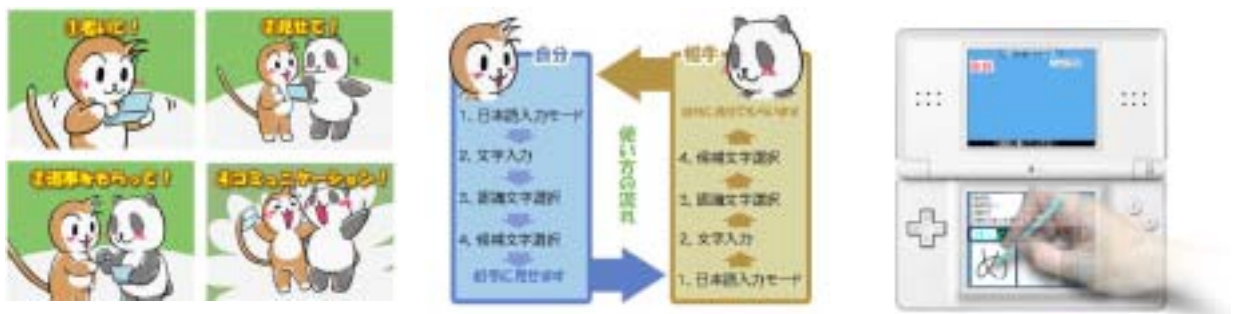 ①書いて!
②見せて!
③返事をもらって!
④コミュニケーション!
自分
1. 日本語入力モード
2. 文字入力
3. 認識文字選択
4. 候補文字選択
相手に見せます
使い方の流れ
相手
4. 候補文字選択
3. 認識文字選択
2. 文字入力
1. 日本語入力モード
め